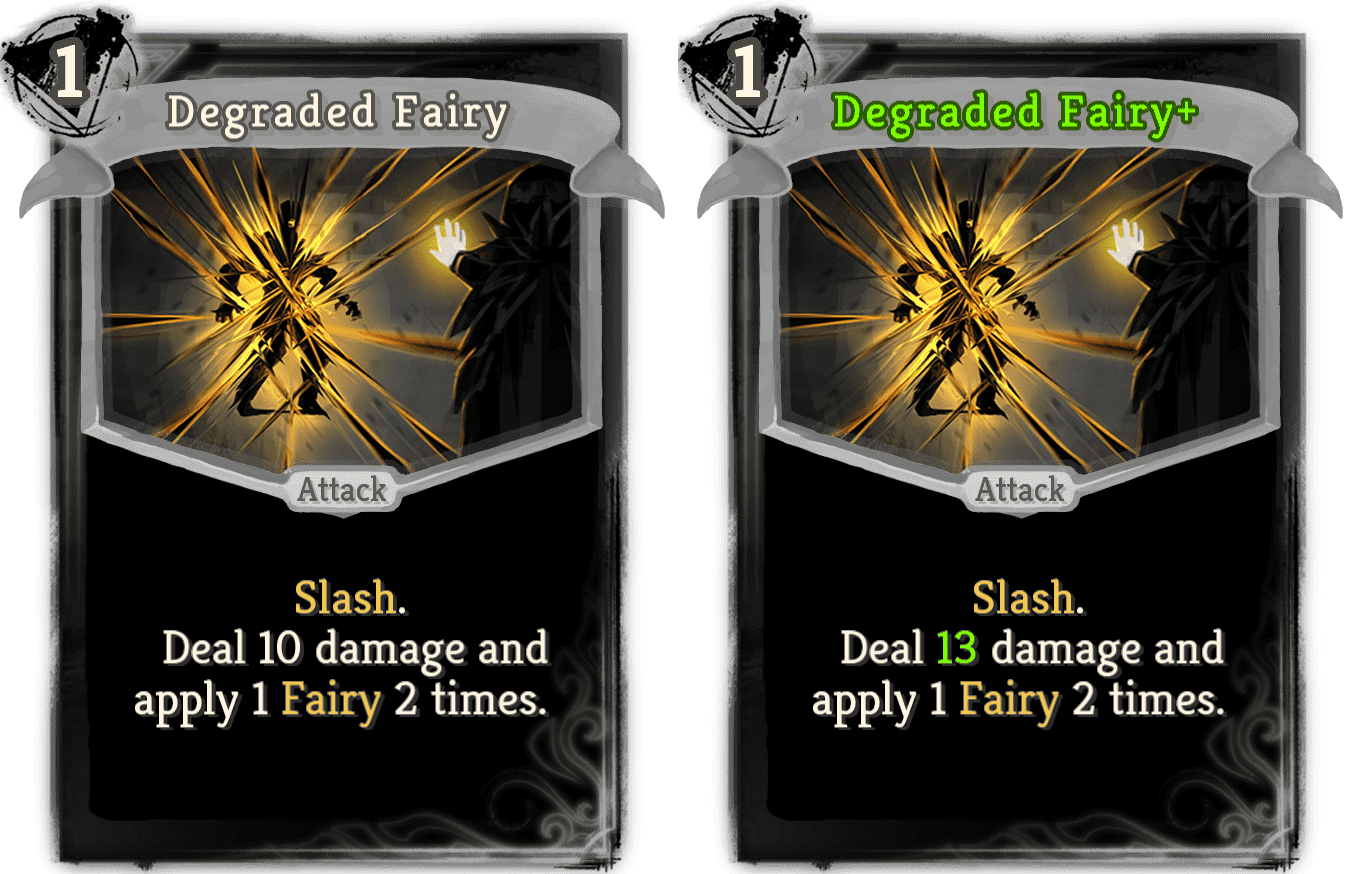 1
Degraded Fairy
Attack
Slash.
Deal 10 damage and
apply 1 Fairy 2 times.
1
Degraded Fairy+
Attack
Slash.
Deal 13 damage and
apply 1 Fairy 2 times.